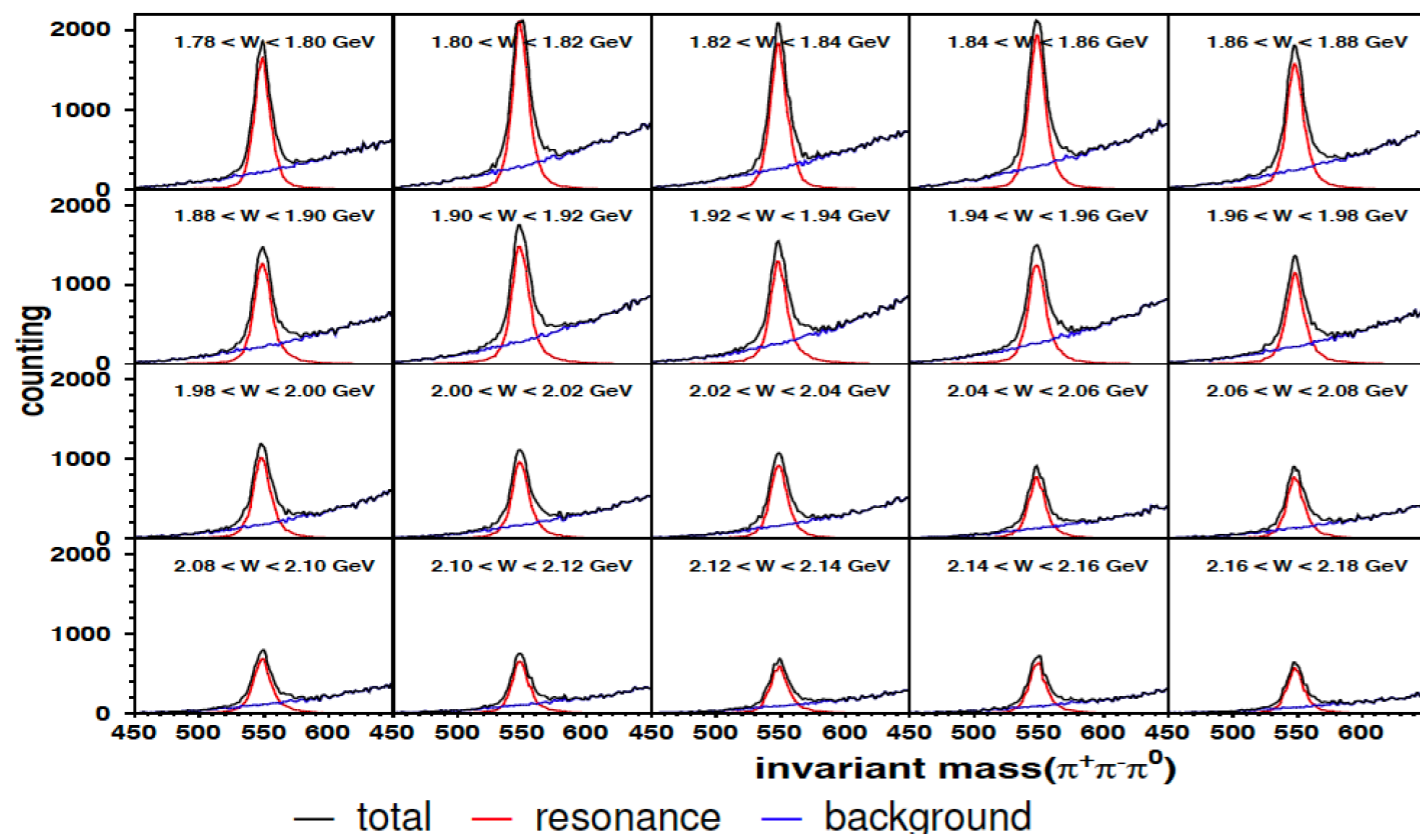 2000 1.78 < W < 1.80 GeV 1.80 < W < 1.82 GeV 1.82 < W < 1.84 GeV 1.84 < W < 1.86 GeV 1.86 < W < 1.88 GeV
1000
0
2000 1.88 < W < 1.90 GeV 1.90 < W < 1.92 GeV 1.92 < W < 1.94 GeV 1.94 < W < 1.96 GeV 1.96 < W < 1.98 GeV
1000
0
counting
2000 1.98 < W < 2.00 GeV 2.00 < W < 2.02 GeV 2.02 < W < 2.04 GeV 2.04 < W < 2.06 GeV 2.06 < W < 2.08 GeV
1000
0
2000 2.08 < W < 2.10 GeV 2.10 < W < 2.12 GeV 2.12 < W < 2.14 GeV 2.14 < W < 2.16 GeV 2.16 < W < 2.18 GeV
1000
0
450 500 550 600 450 500 550 600 450 500 550 600 450 500 550 600 450 500 550 600
invariant mass(π⁺π⁻π⁰)
total resonance background